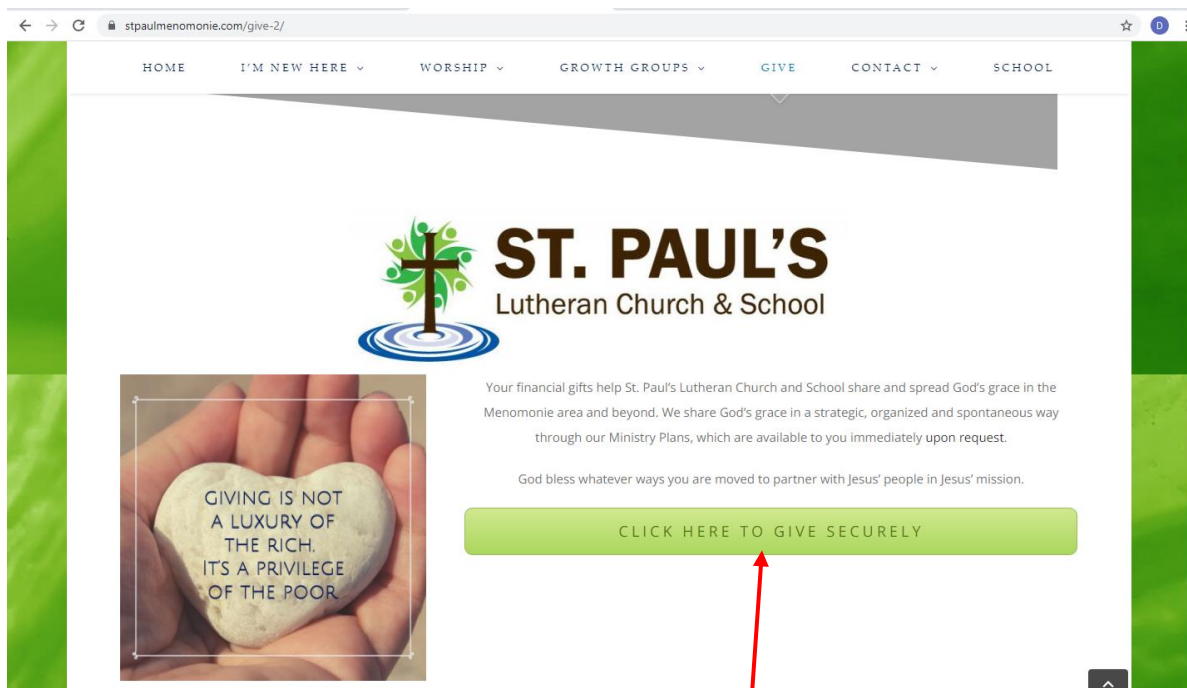 stpaulmenomonie.com/give-2/
D
HOME I'M NEW HERE WORSHIP GROWTH GROUPS GIVE CONTACT SCHOOL
ST. PAUL'S
Lutheran Church & School
Your financial gifts help St. Paul's Lutheran Church and School share and spread God's grace in the
Menomonie area and beyond. We share God's grace in a strategic, organized and spontaneous way
through our Ministry Plans, which are available to you immediately upon request.
God bless whatever ways you are moved to partner with Jesus' people in Jesus' mission.
CLICK HERE TO GIVE SECURELY
GIVING IS NOT
A LUXURY OF
THE RICH.
IT'S A PRIVILEGE
OF THE POOR